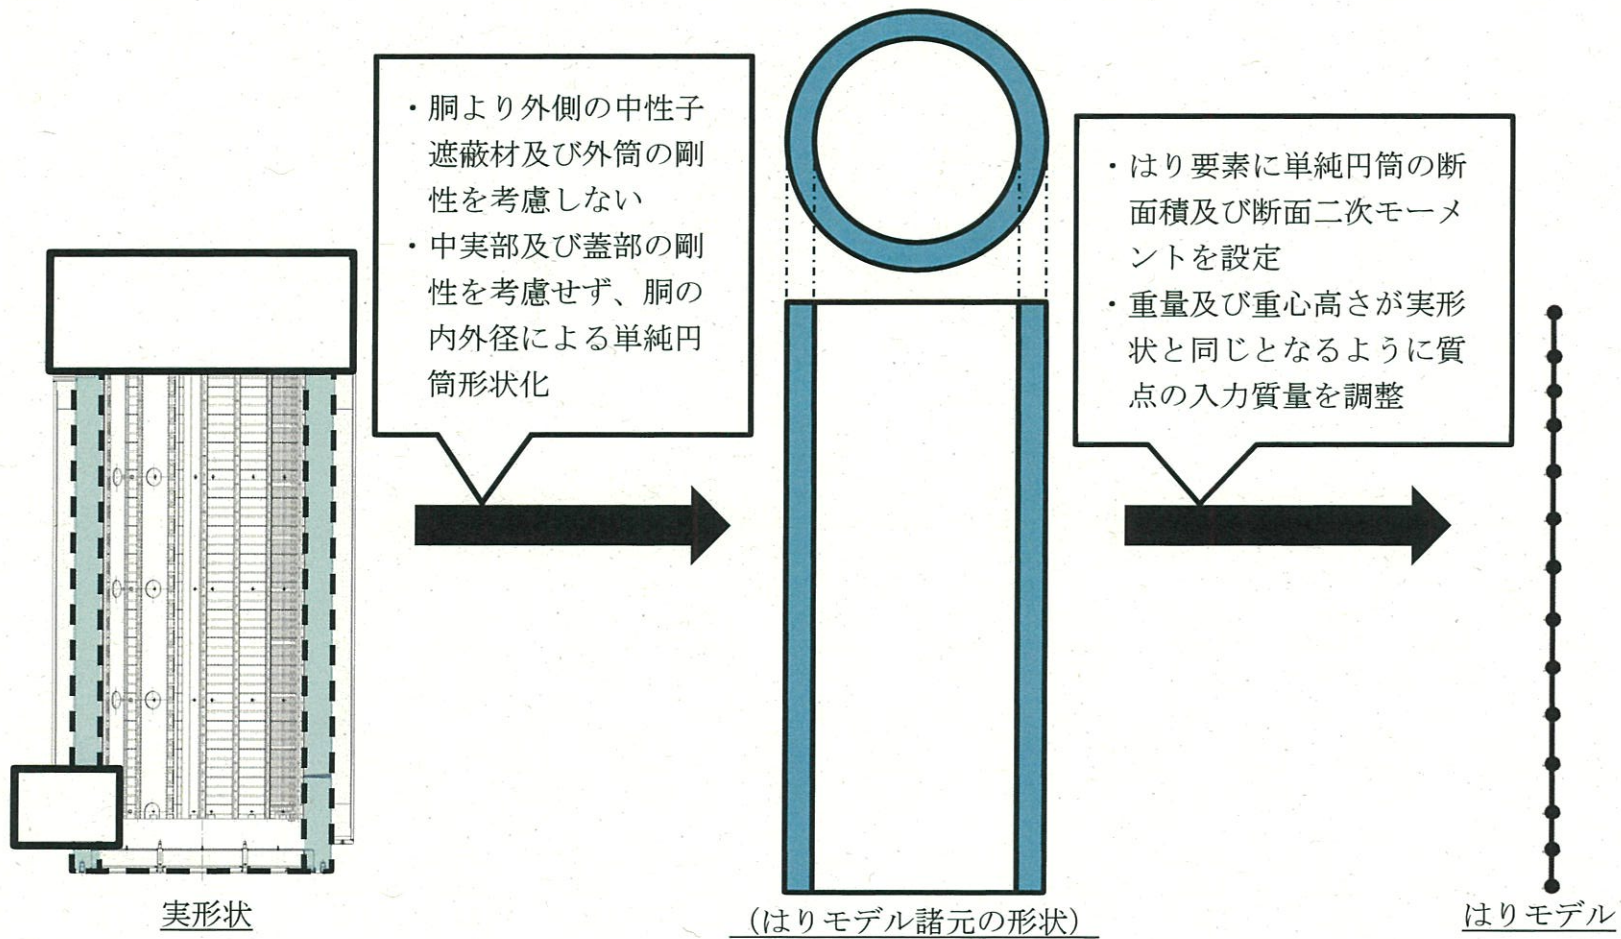 ・胴より外側の中性子
遮蔽材及び外筒の剛
性を考慮しない
・中実部及び蓋部の剛
性を考慮せず、胴の
内外径による単純円
筒形状化
・はり要素に単純円筒の断
面積及び断面二次モーメ
ントを設定
・重量及び重心高さが実形
状と同じとなるように質
点の入力質量を調整
実形状
(はりモデル諸元の形状)
はりモデル